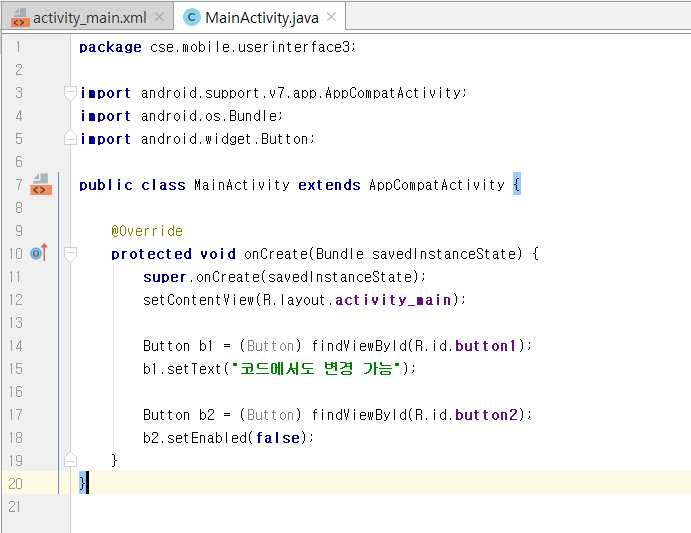 activity_main.xml MainActivity.java
1 package cse.mobile.userinterface3;
2
3 import android.support.v7.app.AppCompatActivity;
4 import android.os.Bundle;
5 import android.widget.Button;
6
7 public class MainActivity extends AppCompatActivity {
8
9 @Override
10 protected void onCreate(Bundle savedInstanceState) {
11 super.onCreate(savedInstanceState);
12 setContentView(R.layout.activity_main);
13
14 Button b1 = (Button) findViewById(R.id.button1);
15 b1.setText("코드에서도 변경 가능");
16
17 Button b2 = (Button) findViewById(R.id.button2);
18 b2.setEnabled(false);
19 }
20 }
21